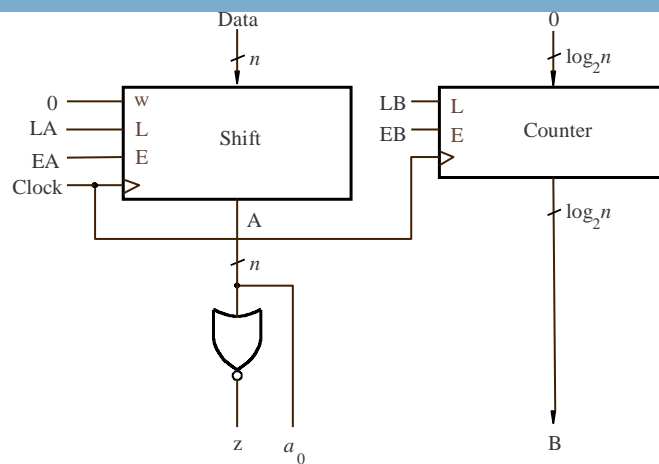 Data 0
n log2n
0 w LB L
LA L Shift EB E Counter
EA E
Clock
A log2n
n
z a0 B